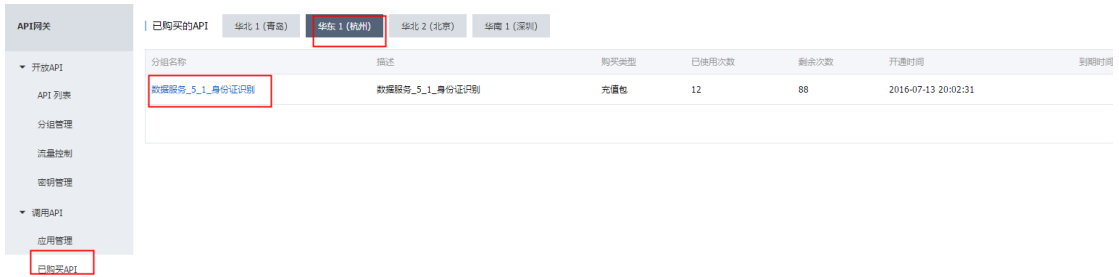 API网关
开放API
API 列表
分组管理
流量控制
密钥管理
调用API
应用管理
已购买API
已购买的API 华北 1 (青岛) 华东 1 (杭州) 华北 2 (北京) 华南 1 (深圳)
分组名称 描述 购买类型 已使用次数 剩余次数 开通时间 到期时间
数据服务_5_1_身份证识别 数据服务_5_1_身份证识别 充值包 12 88 2016-07-13 20:02:31